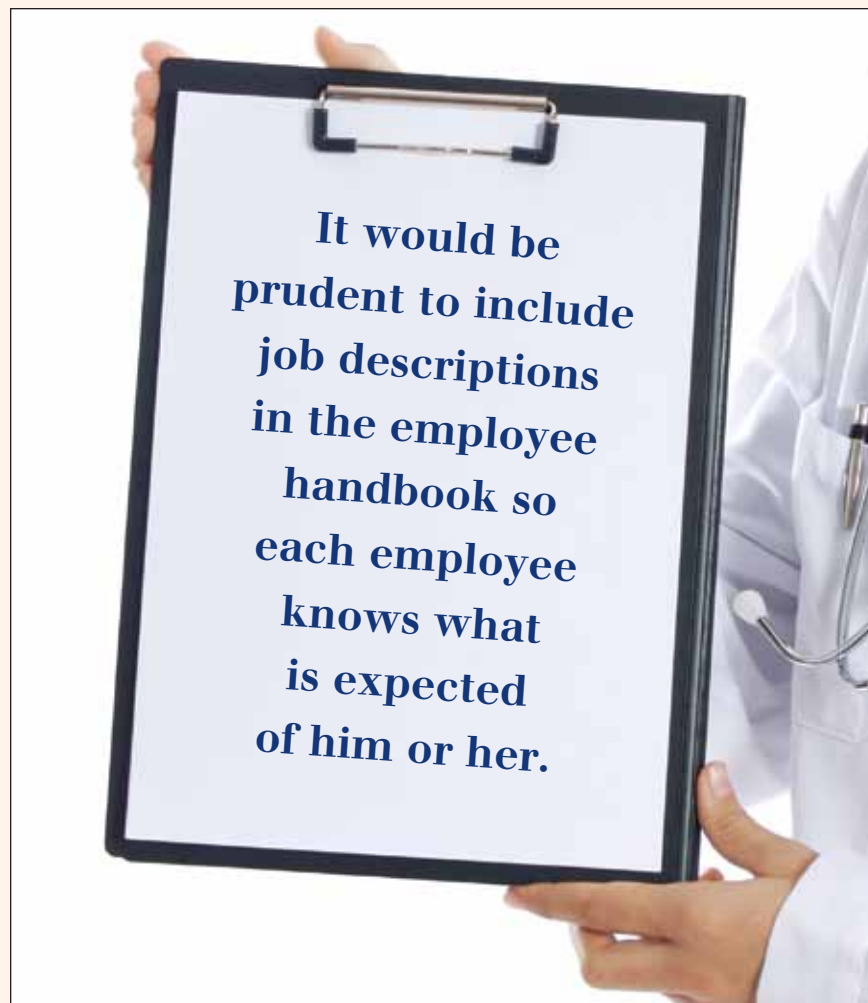 It would be
prudent to include
job descriptions
in the employee
handbook so
each employee
knows what
is expected
of him or her.